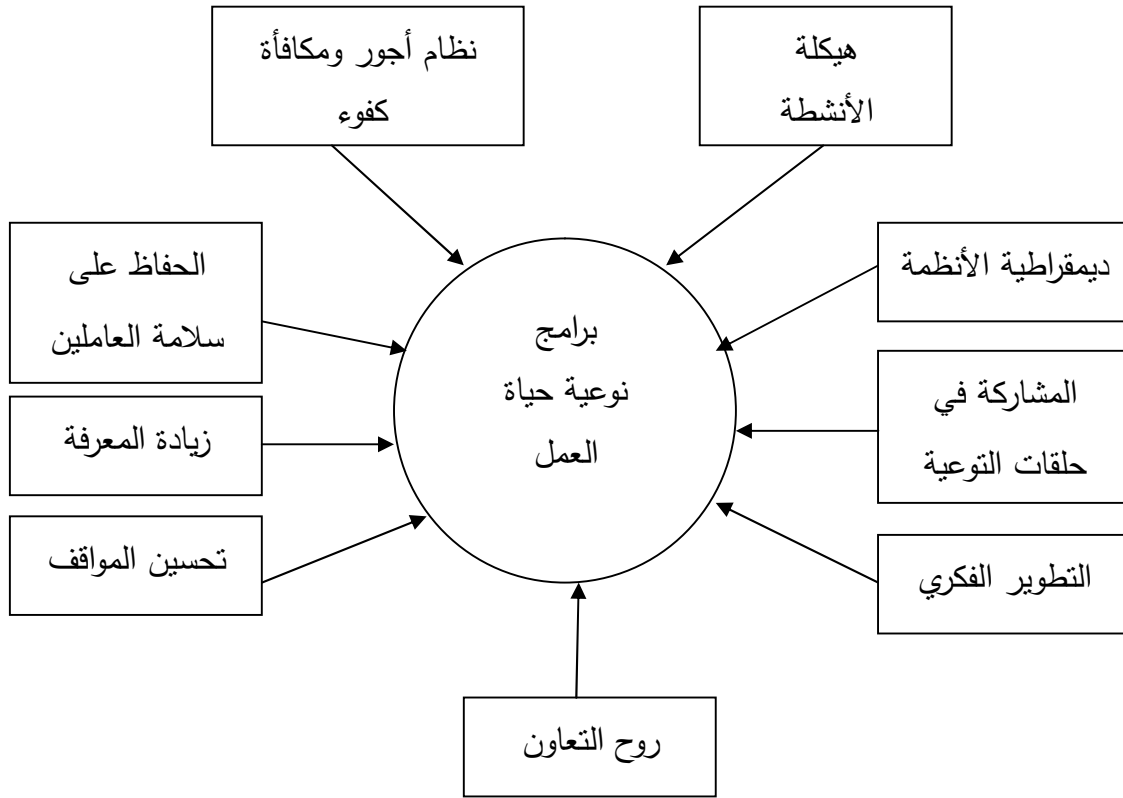 هيكلة
الأنشطة
نظام أجور ومكافأة
كفوء
ديمقراطية الأنظمة
الحفاظ على
سلامة العاملين
برامج
نوعية حياة
العمل
المشاركة في
حلقات التوعية
زيادة المعرفة
التطوير الفكري
تحسين المواقف
روح التعاون